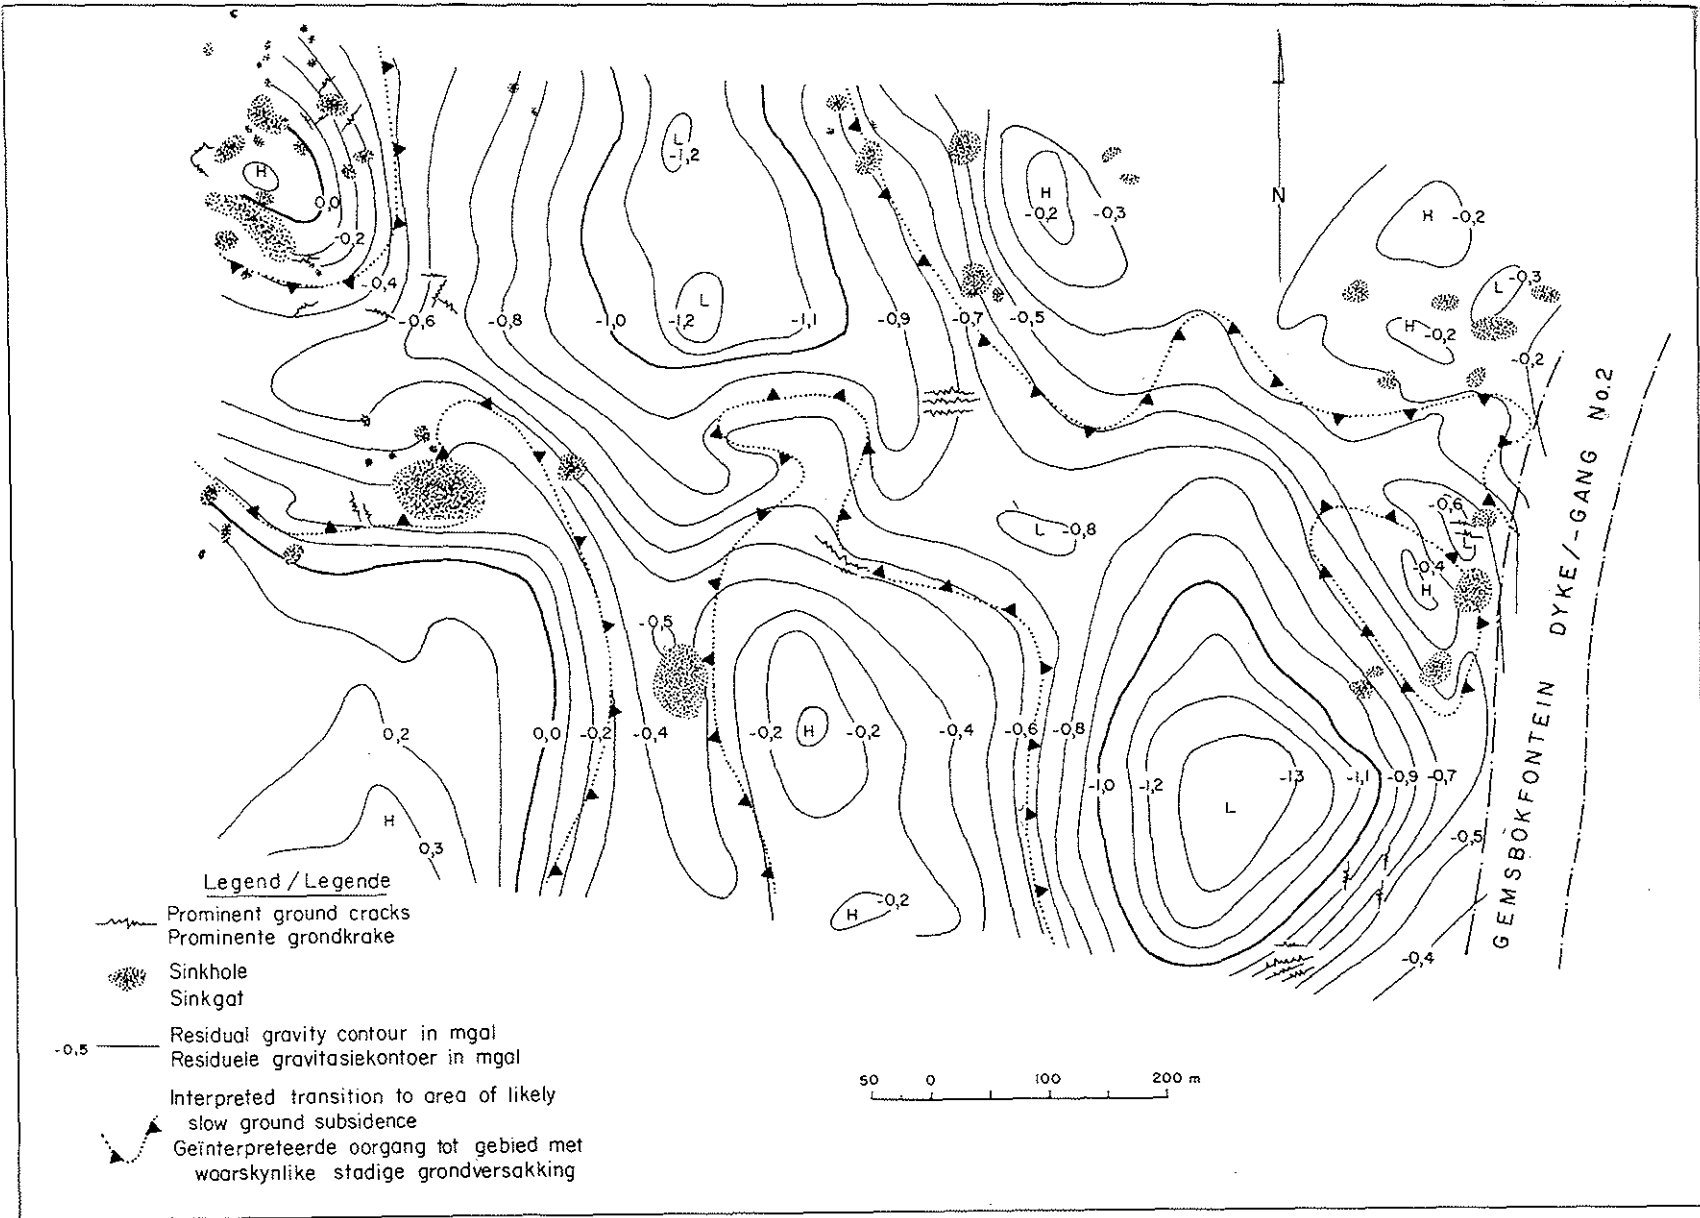 c
H
0,0
-0,2
-0,4
-0,6
-0,8
-1,0
-1,2
-1,1
-0,9
-0,7
-0,5
L
-1,2
L
H
-0,2
-0,3
N
H
-0,2
L
-0,3
H
-0,2
-0,2
L
-0,8
-0,6
L
-0,4
H
-0,5
0,2
0,0
-0,2
-0,4
-0,2
H
-0,2
-0,4
-0,6
-0,8
-1,0
-1,2
-1,3
-1,1
-0,9
-0,7
L
-0,5
-0,4
H
0,3
H
-0,2
GEMSBOKFONTEIN DYKE/-GANG No.2
Legend / Legende
Prominent ground cracks
Prominente grondkrake
Sinkhole
Sinkgat
-0,5
Residual gravity contour in mgal
Residuele gravitasiekontoer in mgal
Interpreted transition to area of likely
slow ground subsidence
Geïnterpreteerde oorgang tot gebied met
waarskynlike stadige grondversakking
50 0 100 200 m